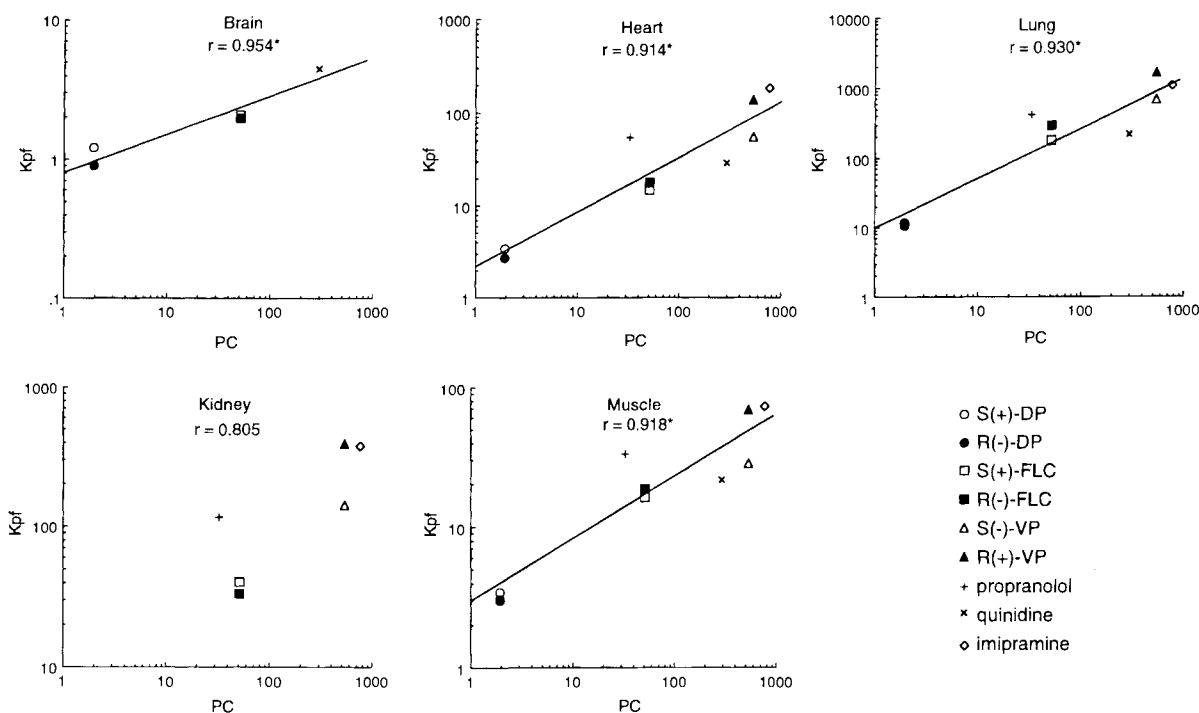 Brain
r = 0.954*
10
1
.1
Kpf
1
10
100
1000
PC
Heart
r = 0.914*
1000
100
10
1
Kpf
1
10
100
1000
PC
Lung
r = 0.930*
10000
1000
100
10
1
Kpf
1
10
100
1000
PC
Kidney
r = 0.805
1000
100
10
Kpf
1
10
100
1000
PC
Muscle
r = 0.918*
100
10
1
Kpf
1
10
100
1000
PC
S(+)-DP
R(-)-DP
S(+)-FLC
R(-)-FLC
S(-)-VP
R(+)-VP
propranolol
quinidine
imipramine